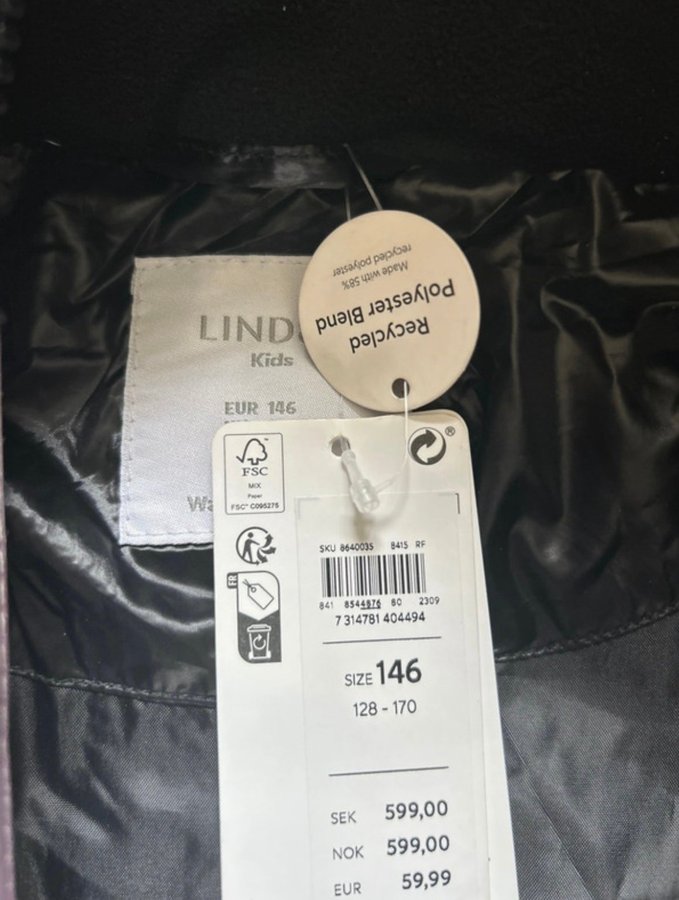 Recycled
Polyester Blend
Made with 58%
recycled polyester
Kids
EUR 146
FSC
MIX
Paper
FSC™ C095275
®
FR
SKU 8640035 8415 RF
841 8544876 80 2309
7 314781 404494
SIZE 146
128 - 170
SEK 599,00
NOK 599,00
EUR 59,99